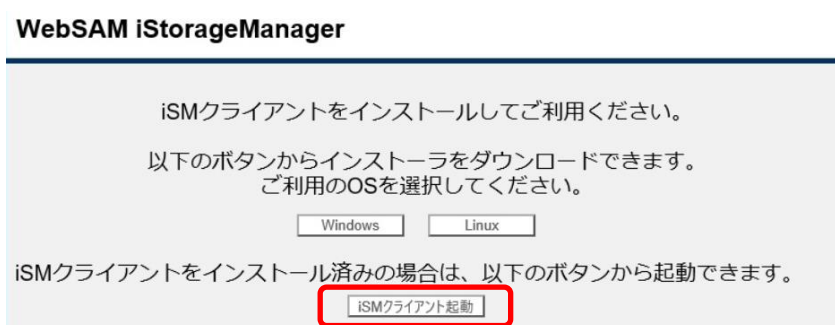 WebSAM iStorageManager
iSMクライアントをインストールしてご利用ください。
以下のボタンからインストーラをダウンロードできます。
ご利用のOSを選択してください。
Windows Linux
iSMクライアントをインストール済みの場合は、以下のボタンから起動できます。
iSMクライアント起動